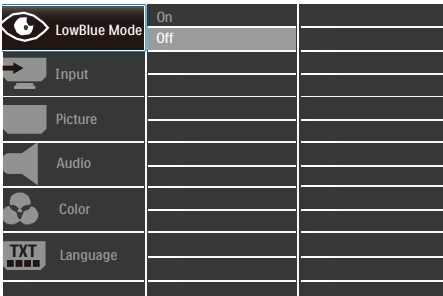 LowBlue Mode
On
Off
Input
Picture
Audio
Color
TXT
Language